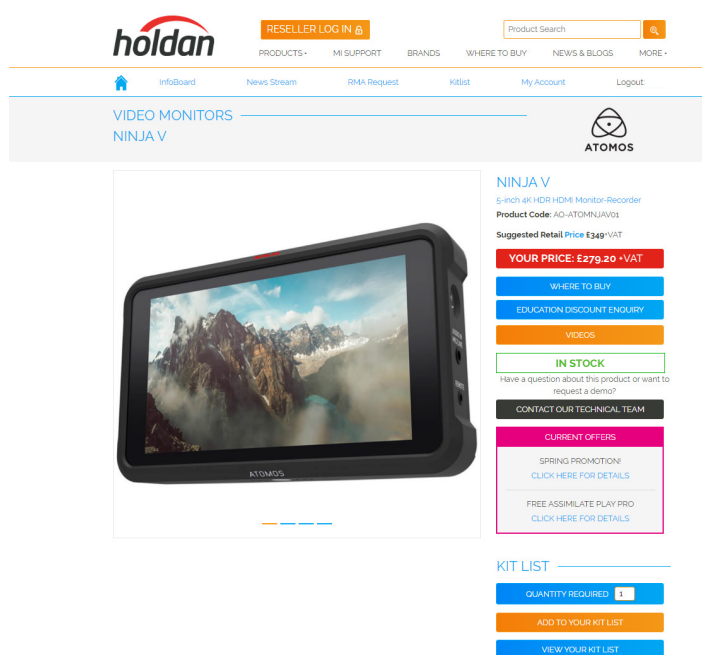 holdan
RESELLER LOG IN
Product Search
PRODUCTS MI SUPPORT BRANDS WHERE TO BUY NEWS & BLOGS MORE
InfoBoard News Stream RMA Request Kitlist My Account Logout
VIDEO MONITORS
NINJA V
ATOMOS
NINJA V
5-inch 4K HDR HDMI Monitor-Recorder
Product Code: AO-ATOMNJAV01
Suggested Retail Price £349+VAT
YOUR PRICE: £279.20 +VAT
WHERE TO BUY
EDUCATION DISCOUNT ENQUIRY
VIDEOS
IN STOCK
Have a question about this product or want to
request a demo?
CONTACT OUR TECHNICAL TEAM
CURRENT OFFERS
SPRING PROMOTION!
CLICK HERE FOR DETAILS
FREE ASSIMILATE PLAY PRO
CLICK HERE FOR DETAILS
REMOTE
ATOMOS
KIT LIST
QUANTITY REQUIRED 1
ADD TO YOUR KIT LIST
VIEW YOUR KIT LIST